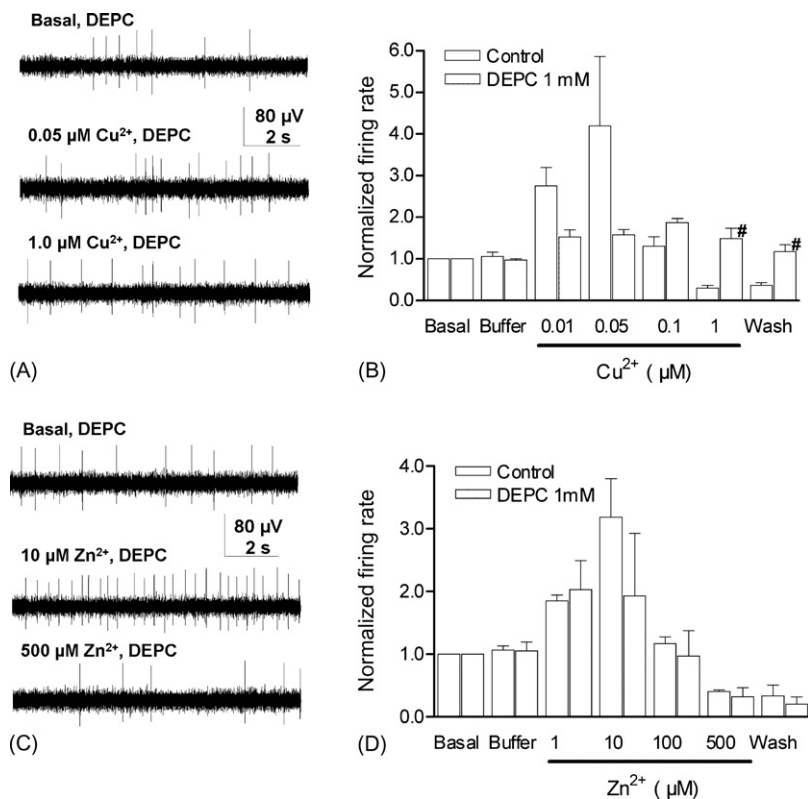 Basal, DEPC
80 µV
2 s
0.05 µM Cu²⁺, DEPC
1.0 µM Cu²⁺, DEPC
(A)
Normalized firing rate
6.0
5.0
4.0
3.0
2.0
1.0
0.0
Control
DEPC 1 mM
#
#
Basal Buffer 0.01 0.05 0.1 1 Wash
Cu²⁺ ( µM)
(B)
Basal, DEPC
80 µV
2 s
10 µM Zn²⁺, DEPC
500 µM Zn²⁺, DEPC
(C)
Normalized firing rate
4.0
3.0
2.0
1.0
0.0
Control
DEPC 1mM
Basal Buffer 1 10 100 500 Wash
Zn²⁺ ( µM)
(D)